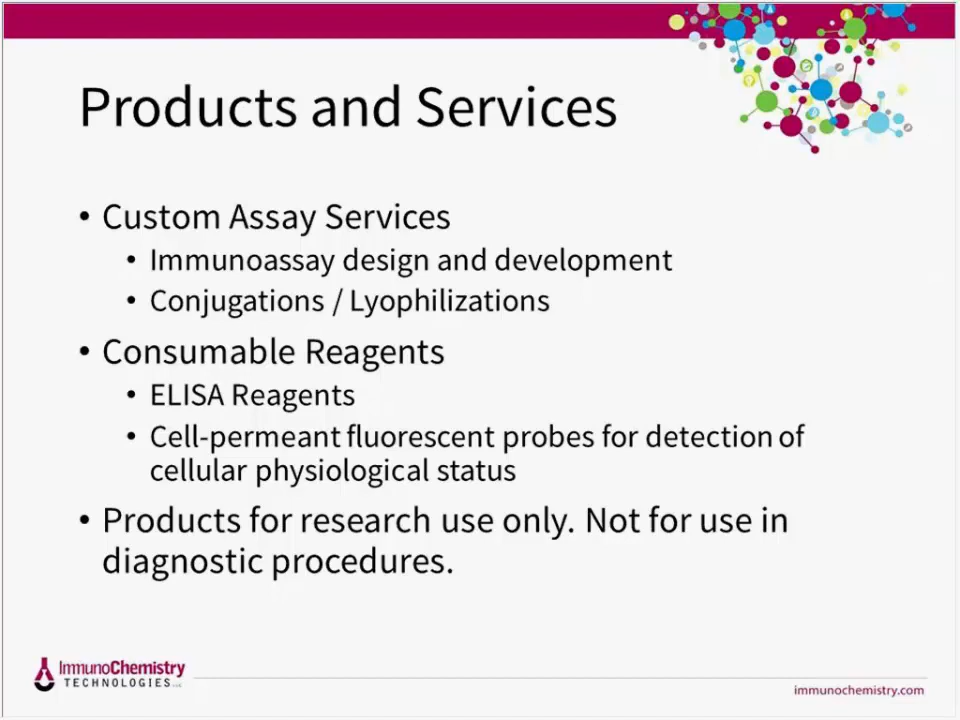 Products and Services
• Custom Assay Services
• Immunoassay design and development
• Conjugations / Lyophilizations
• Consumable Reagents
• ELISA Reagents
• Cell-permeant fluorescent probes for detection of
cellular physiological status
• Products for research use only. Not for use in
diagnostic procedures.
ImmunoChemistry
TECHNOLOGIES
immunochemistry.com